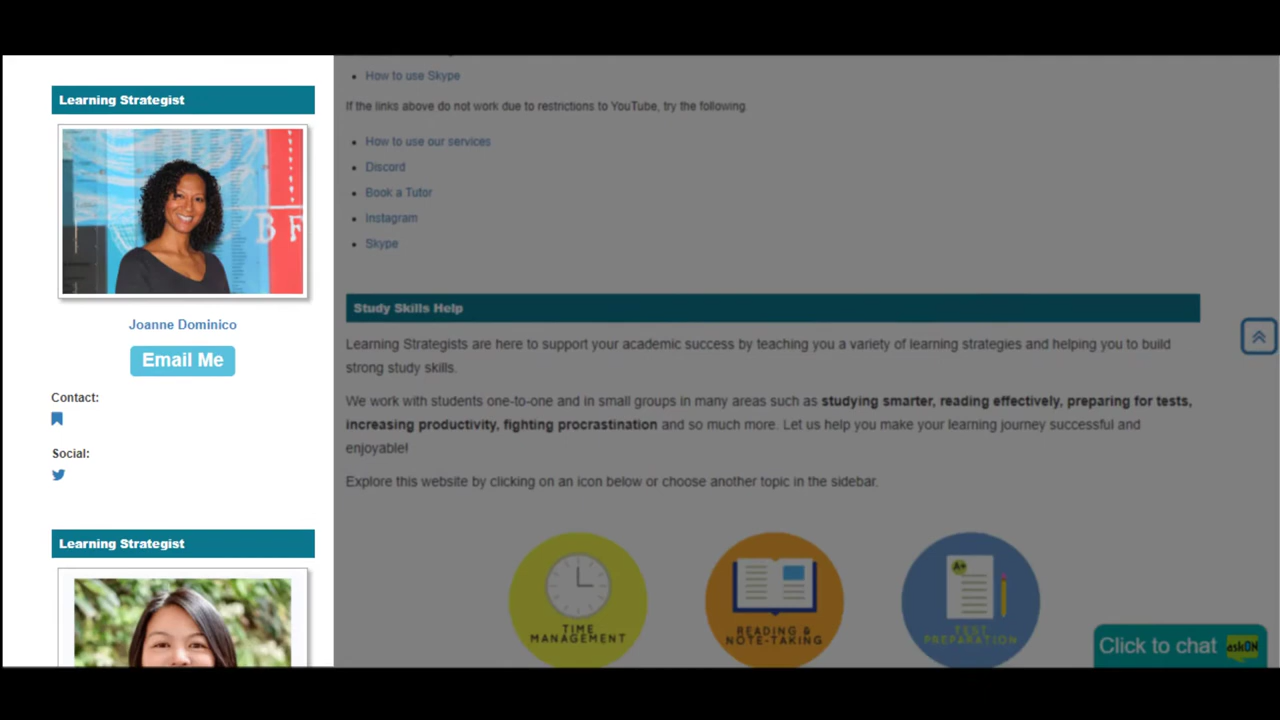 Learning Strategist
B F
Joanne Dominico
Email Me
Contact:
Social:
Learning Strategist
How to use Skype
If the links above do not work due to restrictions to YouTube, try the following:
How to use our services
Discord
Book a Tutor
Instagram
Skype
Study Skills Help
Learning Strategists are here to support your academic success by teaching you a variety of learning strategies and helping you to build
strong study skills.
We work with students one-to-one and in small groups in many areas such as studying smarter, reading effectively, preparing for tests,
increasing productivity, fighting procrastination and so much more. Let us help you make your learning journey successful and
enjoyable!
Explore this website by clicking on an icon below or choose another topic in the sidebar.
TIME
MANAGEMENT
READING &
NOTE-TAKING
A+
TEST
PREPARATION
Click to chat askON